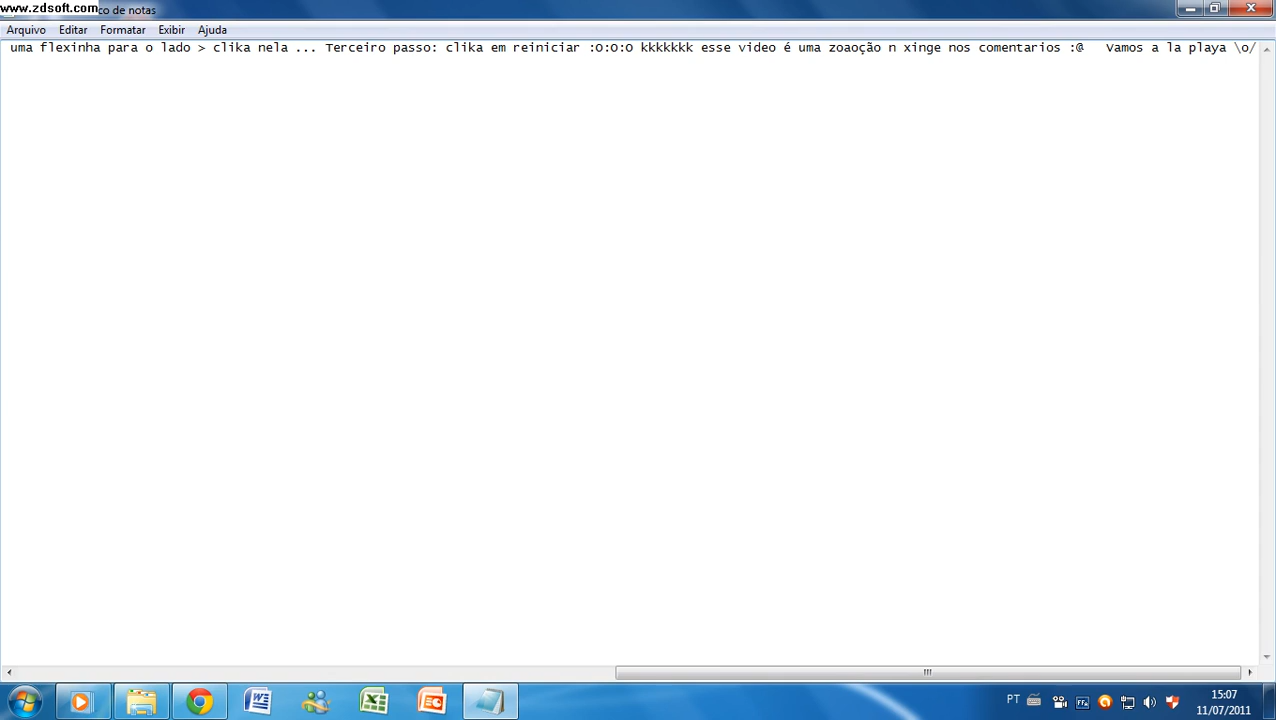 www.zdsoft.com co de notas
Arquivo Editar Formatar Exibir Ajuda
uma flexinha para o lado > clika nela ... Terceiro passo: clika em reiniciar :O:O:O kkkkkkk esse video é uma zoaoção n xinge nos comentarios :@ Vamos a la playa \o/
PT
15:07
11/07/2011